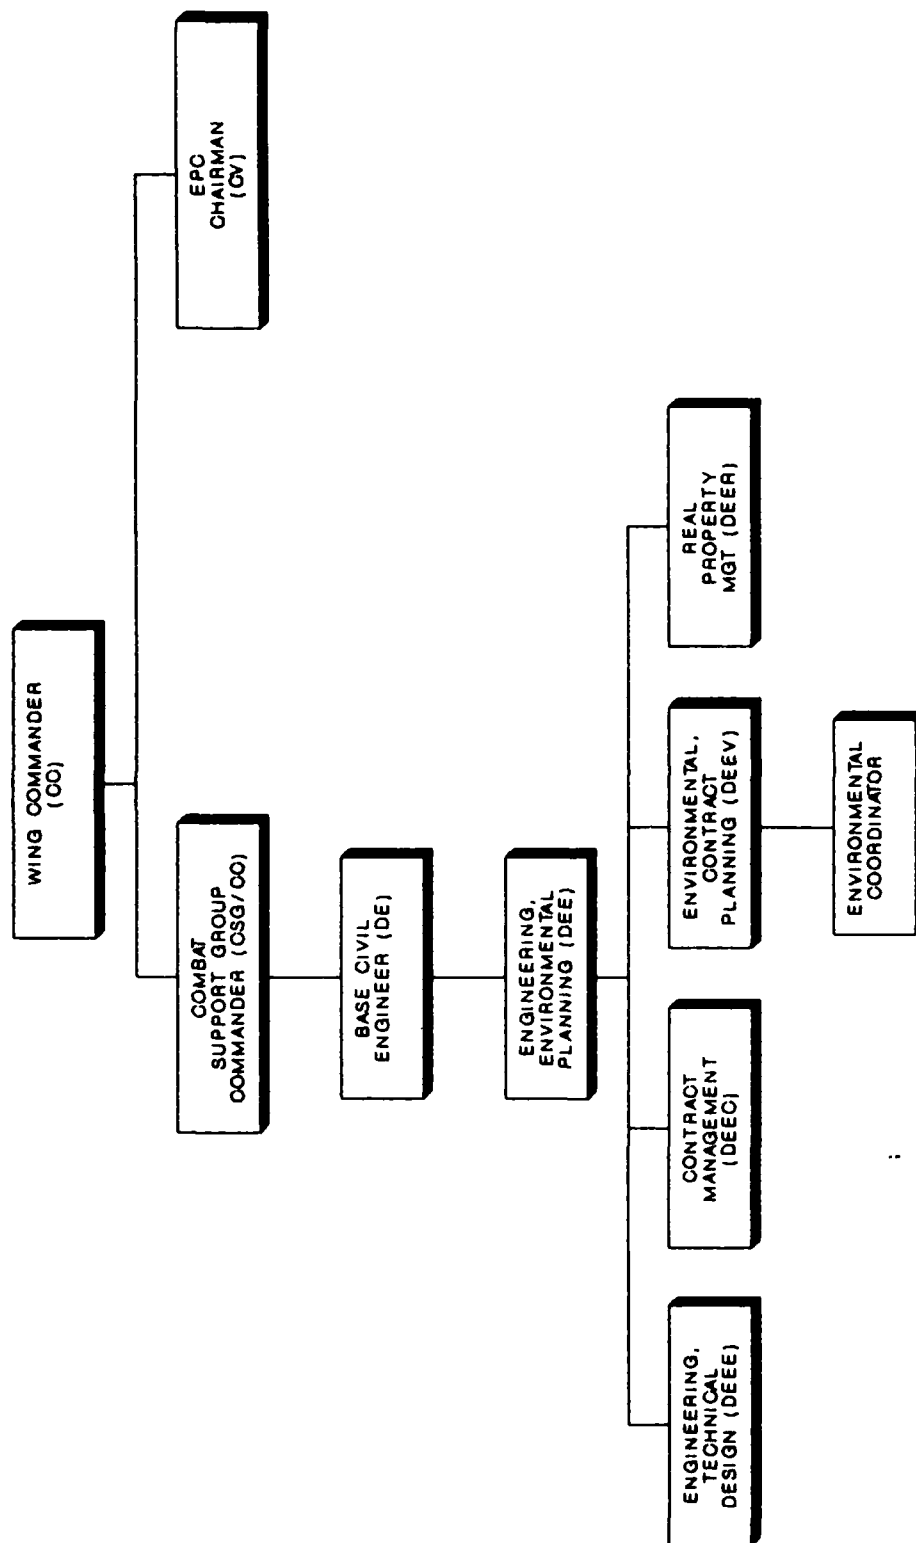 WING COMMANDER
(CC)
COMBAT
SUPPORT GROUP
COMMANDER (CSG/CC)
EPC
CHAIRMAN
(CV)
BASE CIVIL
ENGINEER (DE)
ENGINEERING,
ENVIRONMENTAL
PLANNING (DEE)
ENGINEERING,
TECHNICAL
DESIGN (DEEE)
CONTRACT
MANAGEMENT
(DEEC)
ENVIRONMENTAL,
CONTRACT
PLANNING (DEEV)
REAL
PROPERTY
MGT (DEER)
ENVIRONMENTAL
COORDINATOR